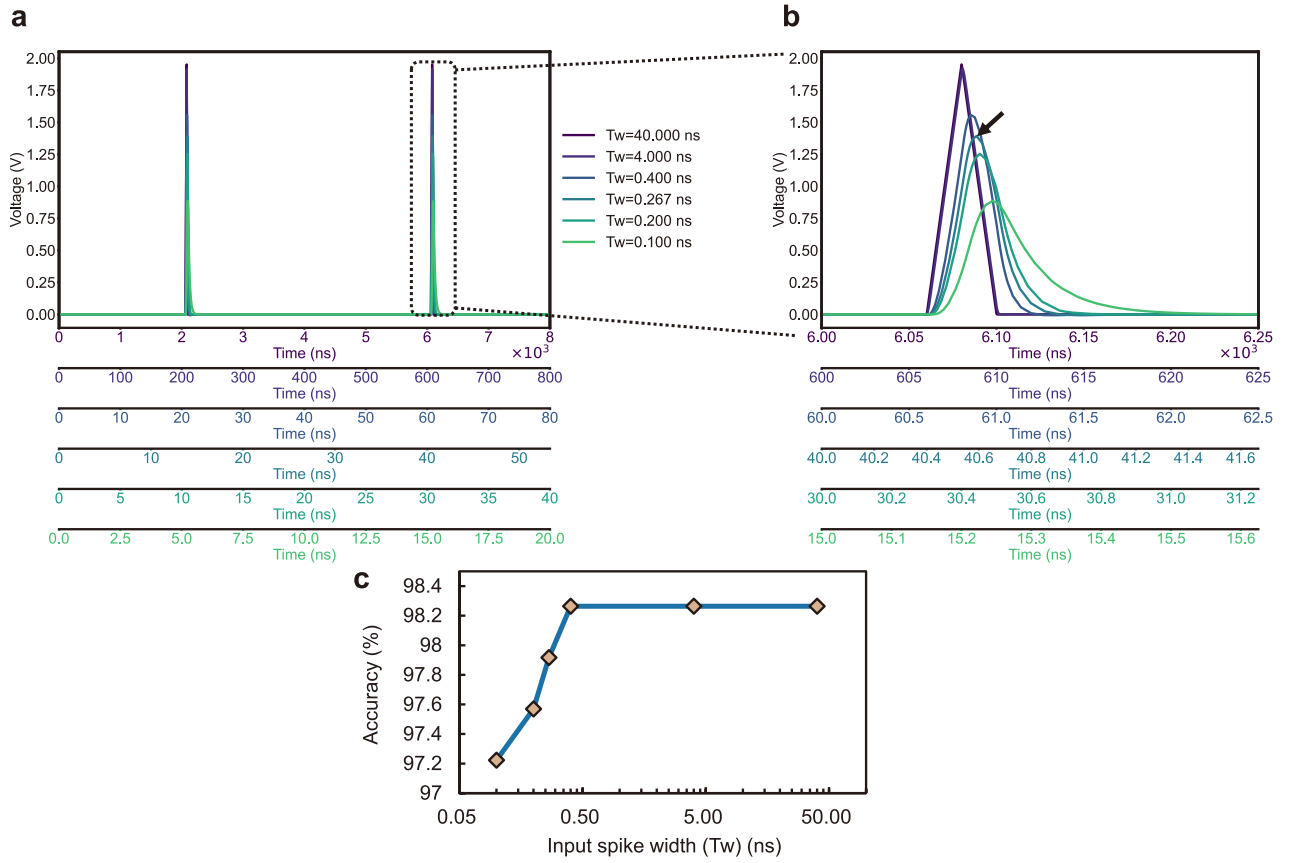 a
b
2.00
1.75
1.50
1.25
1.00
0.75
0.50
0.25
0.00
Voltage (V)
0 1 2 3 4 5 6 7 8
Time (ns) ×10³
0 100 200 300 400 500 600 700 800
Time (ns)
0 10 20 30 40 50 60 70 80
Time (ns)
0 10 20 30 40 50
Time (ns)
0 5 10 15 20 25 30 35 40
Time (ns)
0.0 2.5 5.0 7.5 10.0 12.5 15.0 17.5 20.0
Time (ns)
Tw=40.000 ns
Tw=4.000 ns
Tw=0.400 ns
Tw=0.267 ns
Tw=0.200 ns
Tw=0.100 ns
2.00
1.75
1.50
1.25
1.00
0.75
0.50
0.25
0.00
Voltage (V)
6.00 6.05 6.10 6.15 6.20 6.25
Time (ns) ×10³
600 605 610 615 620 625
Time (ns)
60.0 60.5 61.0 61.5 62.0 62.5
Time (ns)
40.0 40.2 40.4 40.6 40.8 41.0 41.2 41.4 41.6
Time (ns)
30.0 30.2 30.4 30.6 30.8 31.0 31.2
Time (ns)
15.0 15.1 15.2 15.3 15.4 15.5 15.6
Time (ns)
c
98.4
98.2
98
97.8
97.6
97.4
97.2
97
Accuracy (%)
0.05 0.50 5.00 50.00
Input spike width (Tw) (ns)